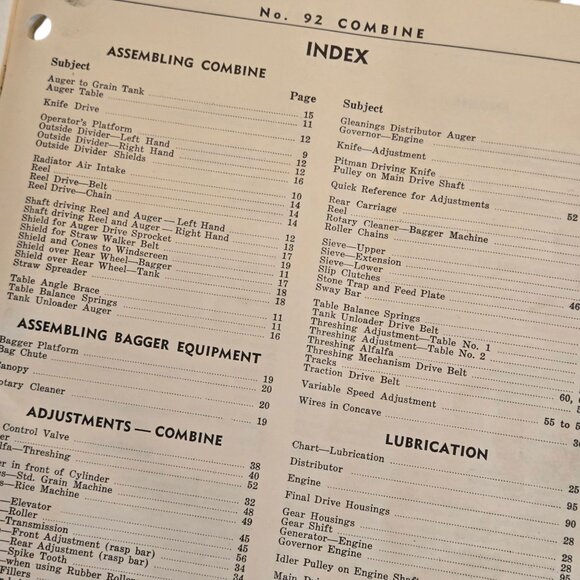 No. 92 COMBINE
INDEX
ASSEMBLING COMBINE
Subject Page
Auger to Grain Tank 15
Auger Table 11
Knife Drive 12
Operator's Platform 9
Outside Divider—Left Hand 12
Outside Divider—Right Hand 12
Outside Divider Shields 16
Radiator Air Intake 10
Reel 14
Reel Drive—Belt 14
Reel Drive—Chain 14
Shaft driving Reel and Auger—Left Hand 12
Shaft driving Reel and Auger—Right Hand 13
Shield for Auger Drive Sprocket 17
Shield for Straw Walker Belt 19
Shield and Cones to Windscreen 11
Shield over Rear Wheel—Bagger 17
Shield over Rear Wheel—Tank 18
Straw Spreader 18
Table Angle Brace 11
Table Balance Springs 11
Tank Unloader Auger 16
ASSEMBLING BAGGER EQUIPMENT
Bagger Platform 19
Bag Chute 20
anopy 20
otary Cleaner 19
ADJUSTMENTS — COMBINE
Control Valve 38
er 40
lfa—Threshing 52
er in front of Cylinder 32
es—Std. Grain Machine 48
s—Rice Machine 49
—Elevator 45
—Roller 45
—Transmission 56
—Front Adjustment (rasp bar) 34
—Rear Adjustment (rasp bar) 34
—Spike Tooth
—when using Rubber Roller
Fillers
Subject
Gleanings Distributor Auger
Governor—Engine
Knife—Adjustment
Pitman Driving Knife
Pulley on Main Drive Shaft
Quick Reference for Adjustments 52
Rear Carriage
Reel
Rotary Cleaner—Bagger Machine
Roller Chains
Sieve—Upper
Sieve—Extension
Sieve—Lower
Slip Clutches
Stone Trap and Feed Plate 46
Sway Bar
Table Balance Springs
Tank Unloader Drive Belt
Threshing Adjustment—Table No. 1
Threshing Adjustment—Table No. 2
Threshing Alfalfa
Threshing Mechanism Drive Belt
Tracks
Traction Drive Belt 60,
Variable Speed Adjustment 55 to 5
Wires in Concave
LUBRICATION
Chart—Lubrication 25
Distributor 95
Engine 90
Final Drive Housings 28
Gear Housings 28
Gear Shift 28
Generator—Engine 28
Governor Engine
Idler Pulley on Engine Shift
Main Drive